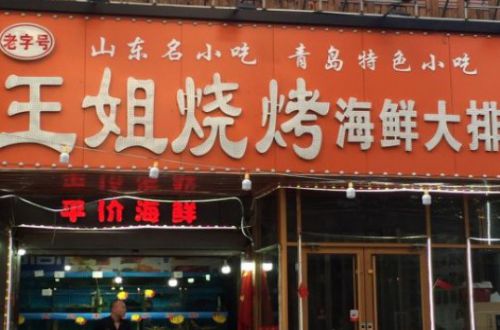 老字号
山东名小吃 青岛特色小吃
王姐烧烤海鲜大排
平价海鲜